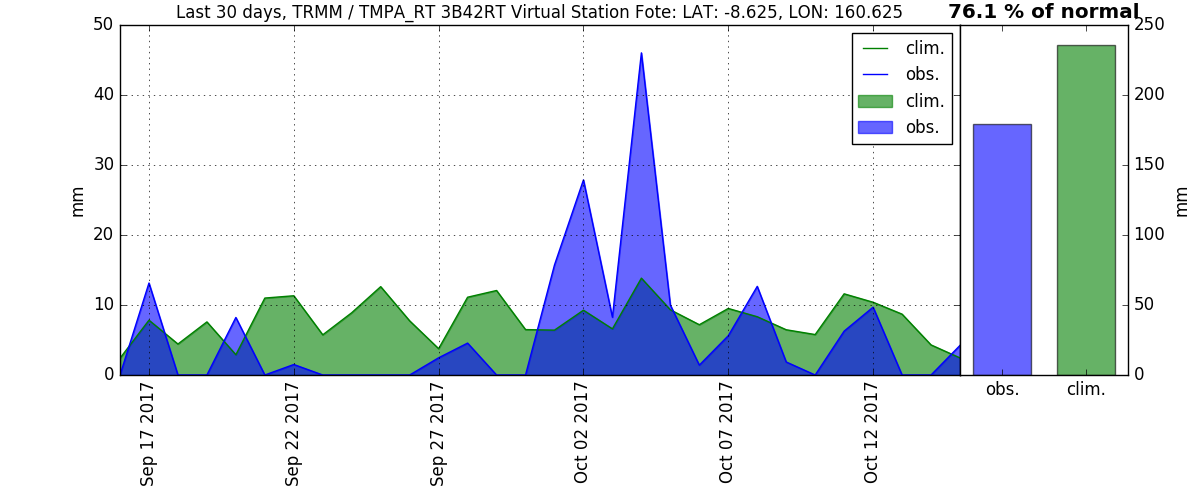 Last 30 days, TRMM / TMPA_RT 3B42RT Virtual Station Fote: LAT: -8.625, LON: 160.625
76.1 % of normal
50
40
30
20
10
0
mm
clim.
obs.
clim.
obs.
250
200
150
100
50
0
mm
Sep 17 2017
Sep 22 2017
Sep 27 2017
Oct 02 2017
Oct 07 2017
Oct 12 2017
obs.
clim.